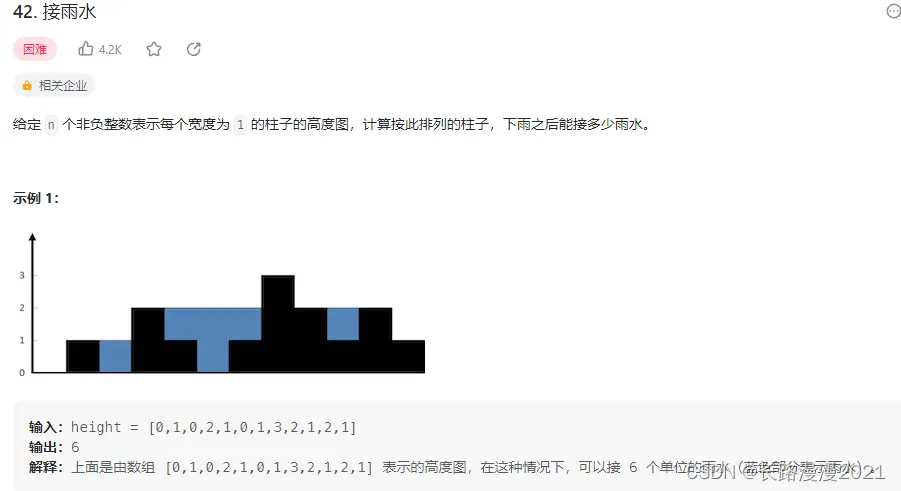 42. 接雨水
困难 4.2K
相关企业
给定 n 个非负整数表示每个宽度为 1 的柱子的高度图，计算按此排列的柱子，下雨之后能接多少雨水。
示例 1：
3
2
1
0
输入：height = [0,1,0,2,1,0,1,3,2,1,2,1]
输出：6
解释：上面是由数组 [0,1,0,2,1,0,1,3,2,1,2,1] 表示的高度图，在这种情况下，可以接 6 个单位的雨水（蓝色部分表示雨水）。
CSDN @长路漫漫2021